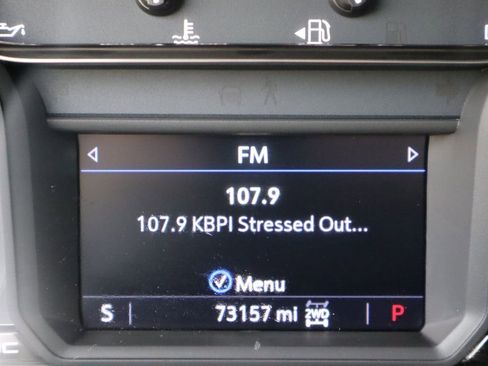 FM
107.9
107.9 KBPI Stressed Out...
Menu
S 73157 mi 2WD P